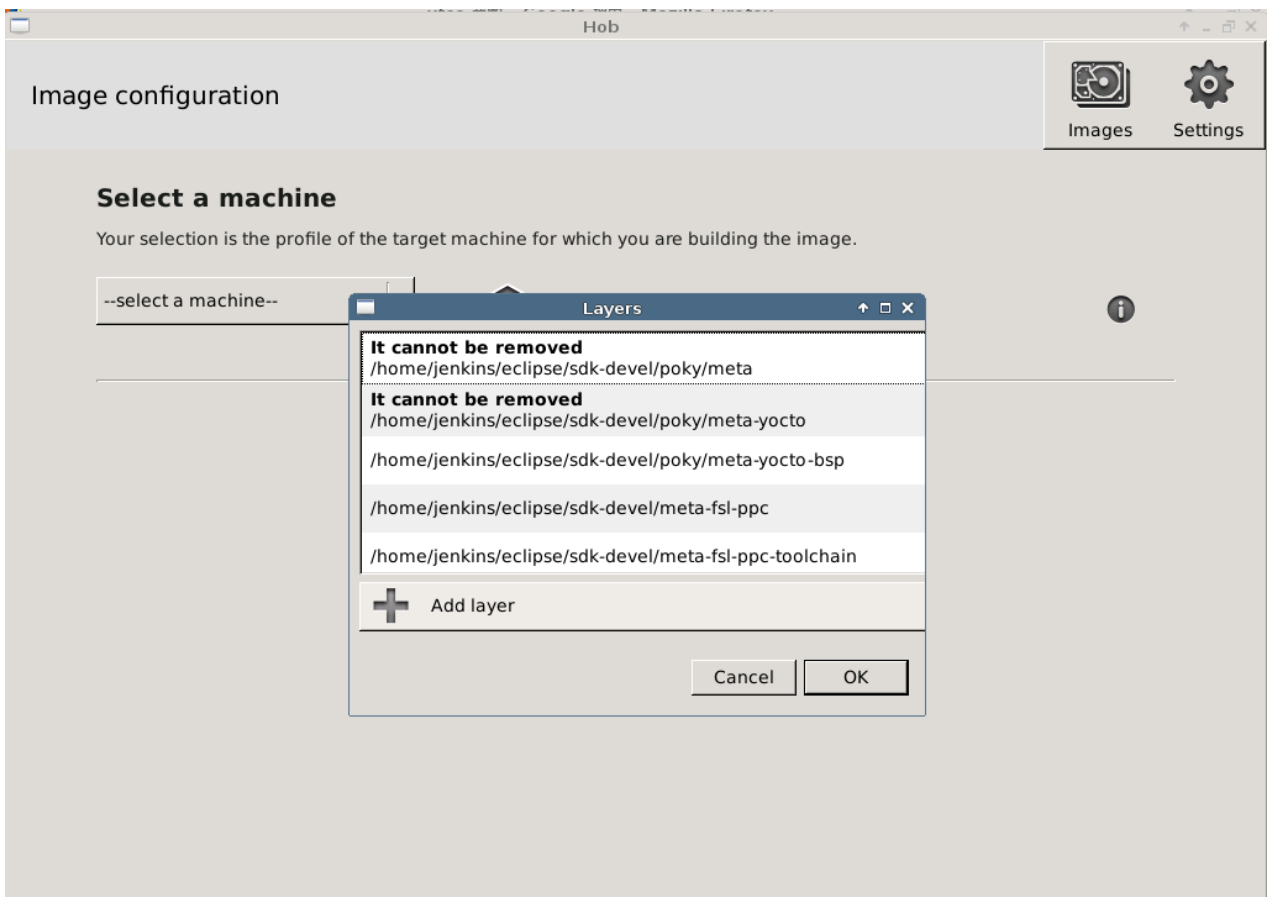 Hob
Image configuration
Images
Settings
Select a machine
Your selection is the profile of the target machine for which you are building the image.
--select a machine--
Layers
It cannot be removed
/home/jenkins/eclipse/sdk-devel/poky/meta
It cannot be removed
/home/jenkins/eclipse/sdk-devel/poky/meta-yocto
/home/jenkins/eclipse/sdk-devel/poky/meta-yocto-bsp
/home/jenkins/eclipse/sdk-devel/meta-fsl-ppc
/home/jenkins/eclipse/sdk-devel/meta-fsl-ppc-toolchain
Add layer
Cancel
OK